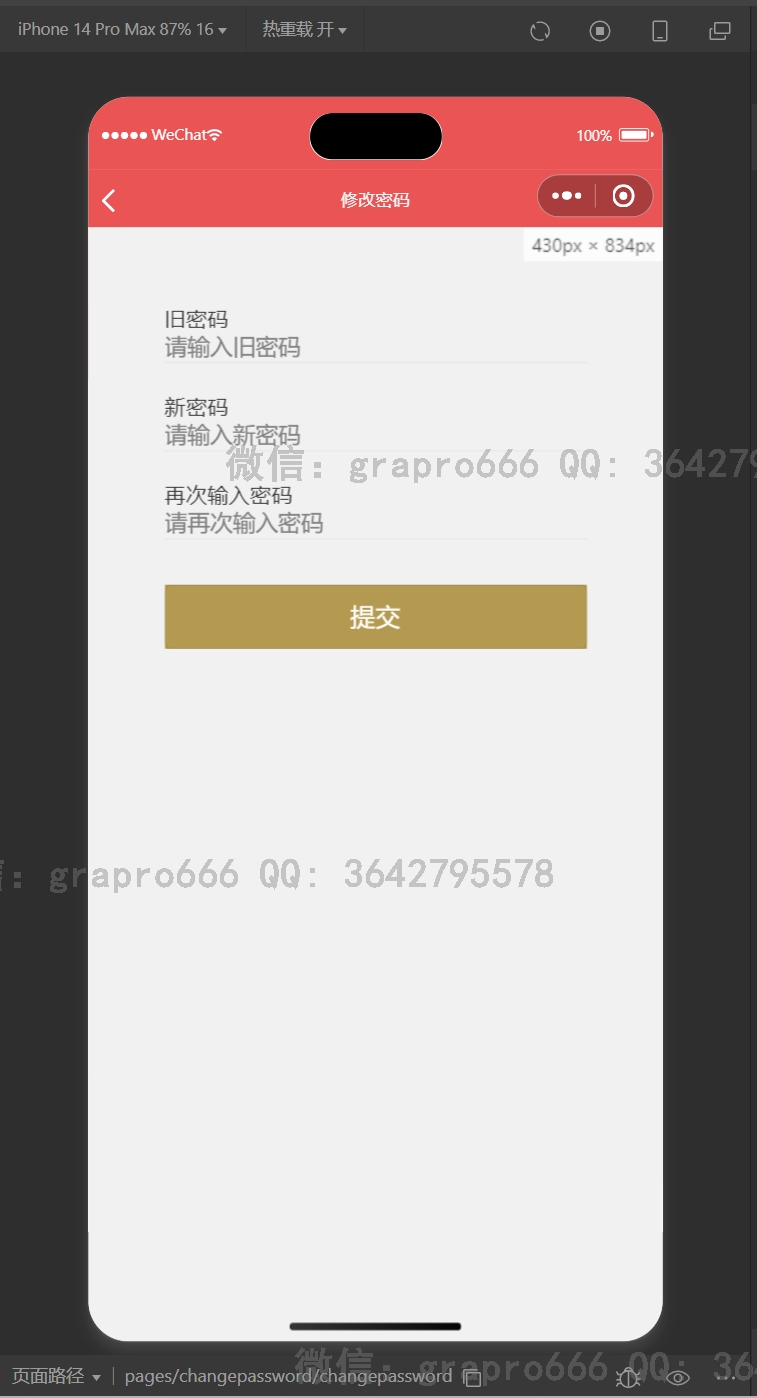 iPhone 14 Pro Max 87% 16 热重载 开
WeChat 100%
修改密码
430px × 834px
旧密码
请输入旧密码
新密码
请输入新密码
微信: grapro666 QQ: 364279
再次输入密码
请再次输入密码
提交
: grapro666 QQ: 3642795578
微信: grapro666 QQ: 36
页面路径 pages/changepassword/changepassword